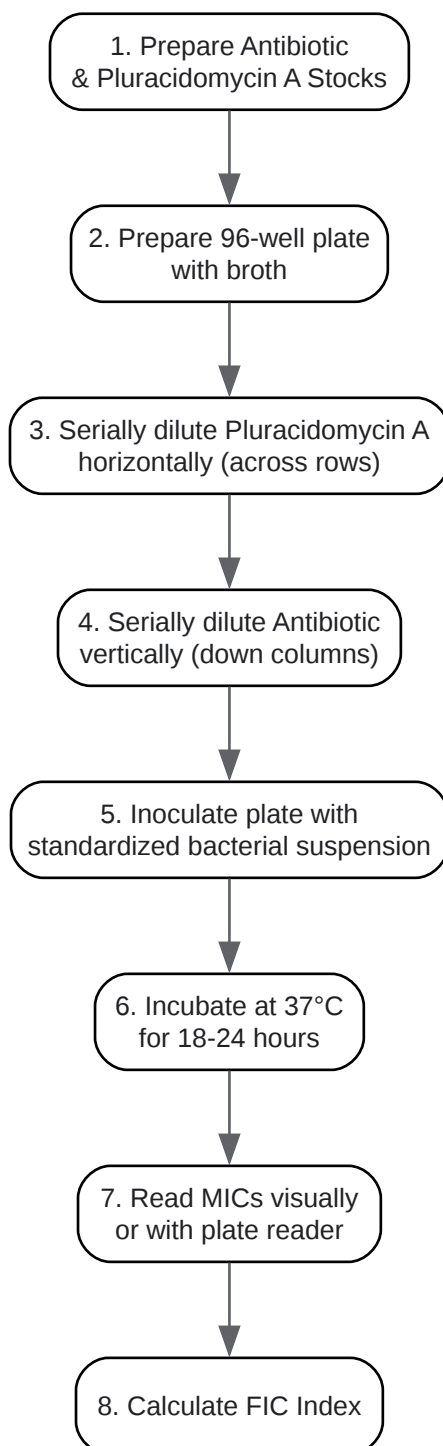 1. Prepare Antibiotic
& Pluracidomycin A Stocks
2. Prepare 96-well plate
with broth
3. Serially dilute Pluracidomycin A
horizontally (across rows)
4. Serially dilute Antibiotic
vertically (down columns)
5. Inoculate plate with
standardized bacterial suspension
6. Incubate at 37°C
for 18-24 hours
7. Read MICs visually
or with plate reader
8. Calculate FIC Index